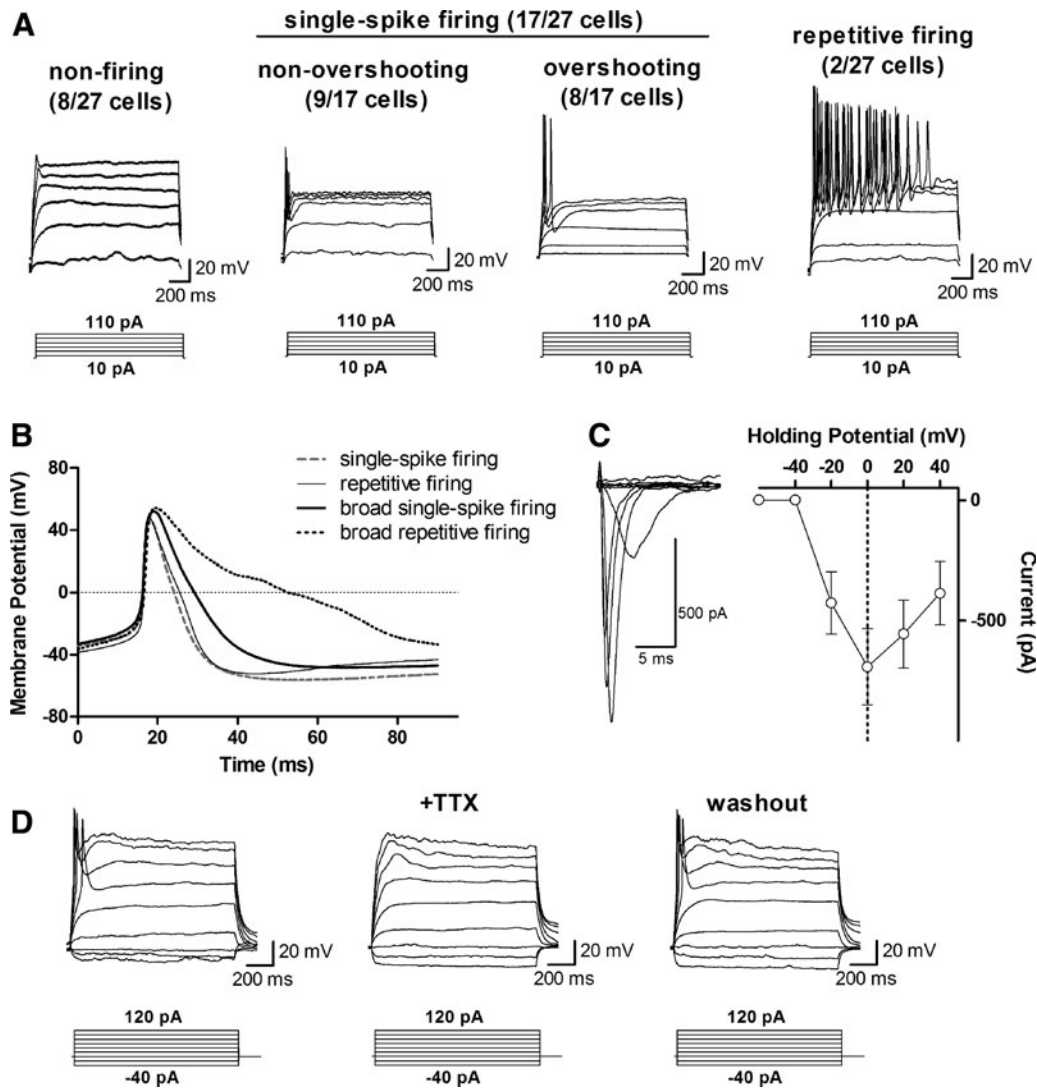 A
single-spike firing (17/27 cells)
non-firing
(8/27 cells)
non-overshooting
(9/17 cells)
overshooting
(8/17 cells)
repetitive firing
(2/27 cells)
20 mV
200 ms
20 mV
200 ms
20 mV
200 ms
20 mV
200 ms
110 pA
10 pA
110 pA
10 pA
110 pA
10 pA
110 pA
10 pA
B
Membrane Potential (mV)
80
40
0
-40
-80
0
20
40
60
80
Time (ms)
single-spike firing
repetitive firing
broad single-spike firing
broad repetitive firing
C
500 pA
5 ms
Holding Potential (mV)
-40
-20
0
20
40
0
-500
Current (pA)
D
+TTX
washout
20 mV
200 ms
20 mV
200 ms
20 mV
200 ms
120 pA
-40 pA
120 pA
-40 pA
120 pA
-40 pA